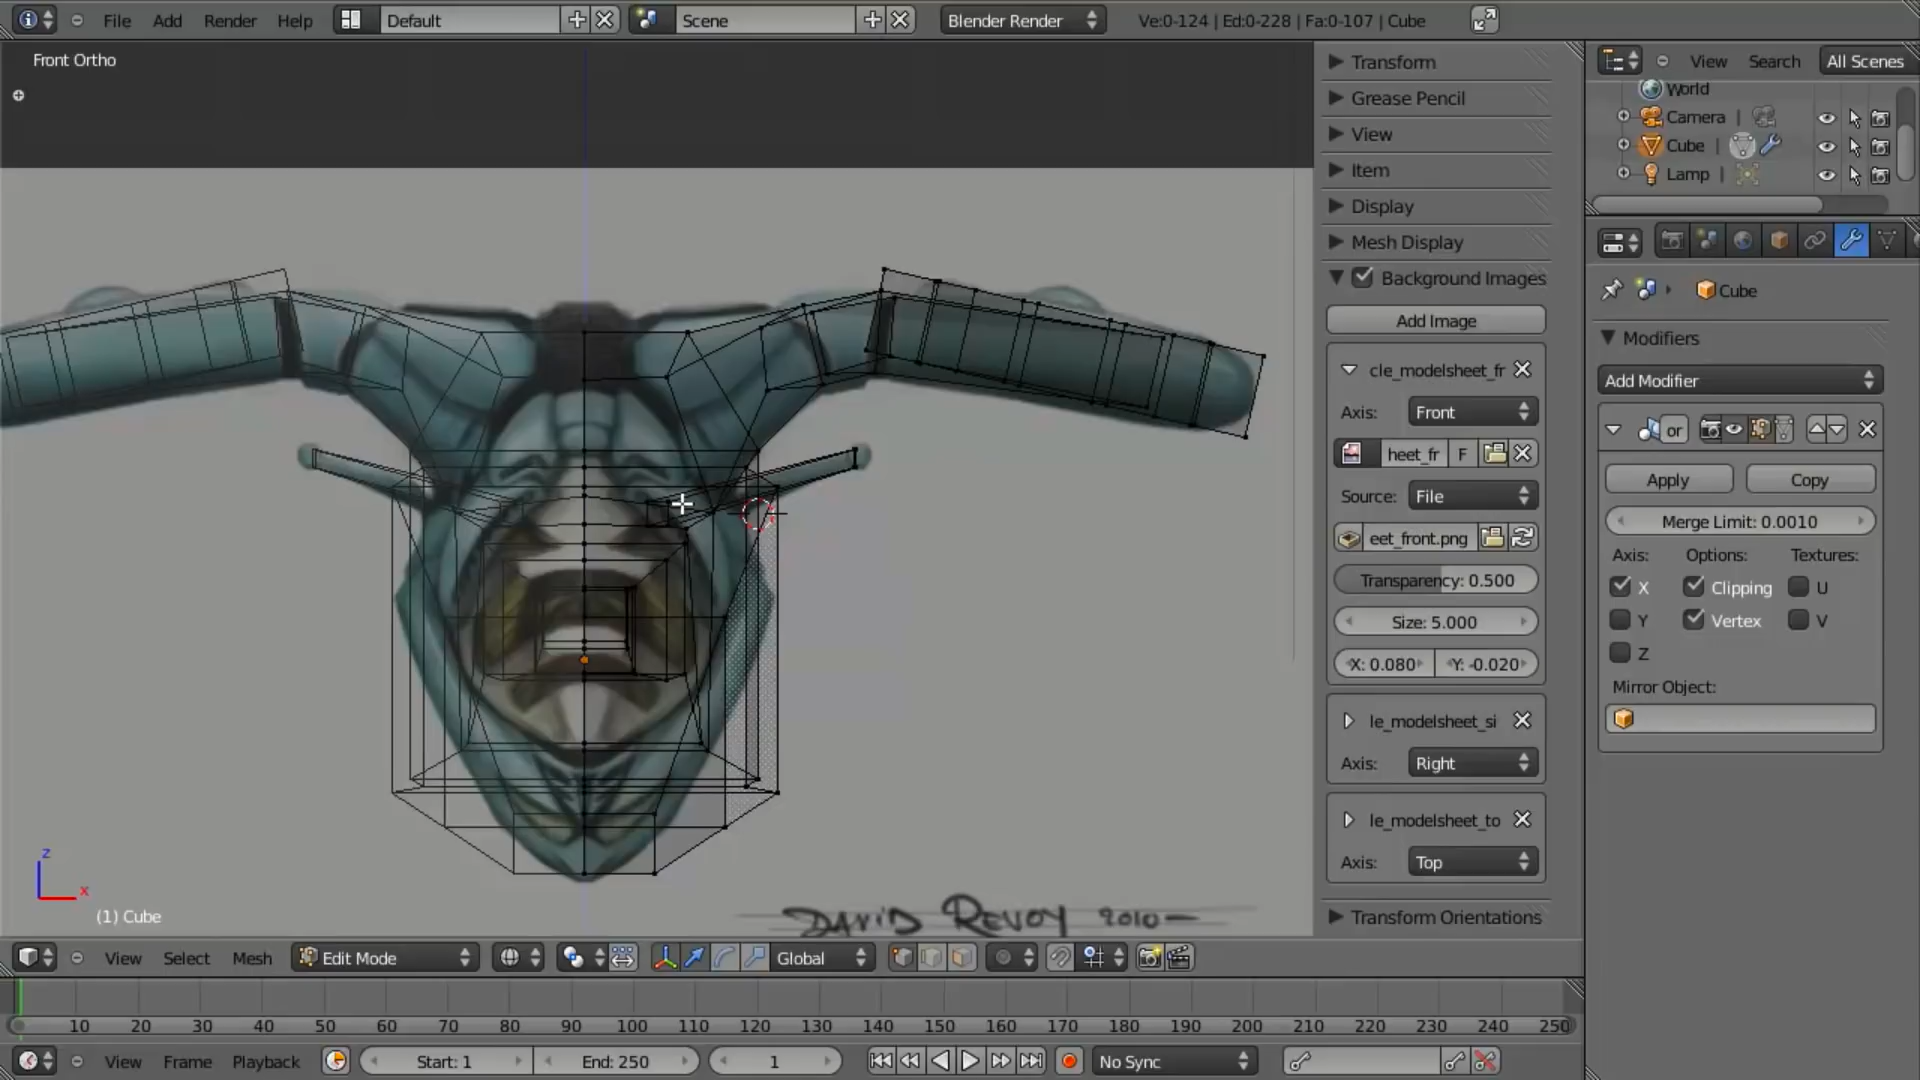 File Add Render Help Default Scene Blender Render Ve:0-124 | Ed:0-228 | Fa:0-107 | Cube
Front Ortho
Transform
Grease Pencil
View
Item
Display
Mesh Display
Background Images
Add Image
cle_modelsheet_fr
Axis: Front
heet_fr F
Source: File
eet_front.png
Transparency: 0.500
Size: 5.000
X: 0.080 Y: -0.020
le_modelsheet_si
Axis: Right
le_modelsheet_to
Axis: Top
Transform Orientations
View Search All Scenes
World
Camera |
Cube |
Lamp |
Cube
Modifiers
Add Modifier
or
Apply Copy
Merge Limit: 0.0010
Axis: Options: Textures:
X Clipping U
Y Vertex V
Z
Mirror Object:
DAVID REVOY 2010-
z
x
(1) Cube
View Select Mesh Edit Mode Global
10 20 30 40 50 60 70 80 90 100 110 120 130 140 150 160 170 180 190 200 210 220 230 240 250
View Frame Playback Start: 1 End: 250 1 No Sync